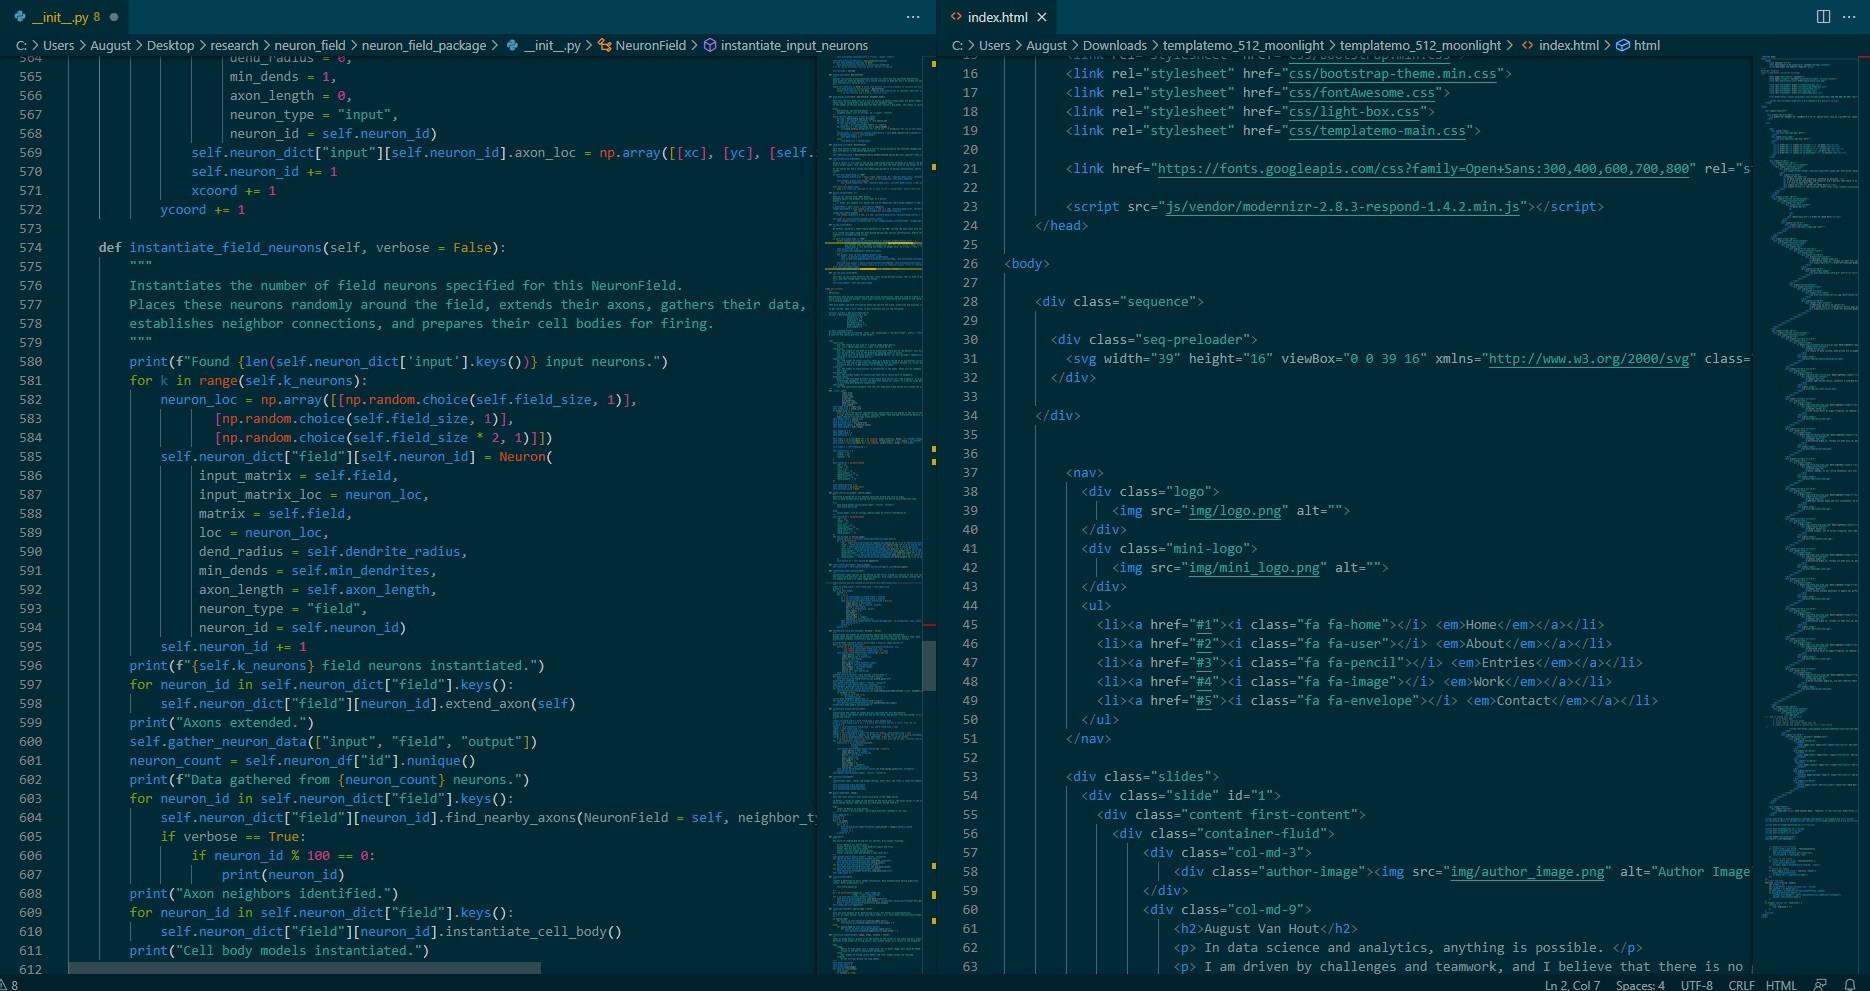 __init__.py 8
C: > Users > August > Desktop > research > neuron_field > neuron_field_package > __init__.py > NeuronField > instantiate_input_neurons
564 dend_radius = 0,
565 min_dends = 1,
566 axon_length = 0,
567 neuron_type = "input",
568 neuron_id = self.neuron_id)
569 self.neuron_dict["input"][self.neuron_id].axon_loc = np.array([[xc], [yc], [self.
570 self.neuron_id += 1
571 xcoord += 1
572 ycoord += 1
573
574 def instantiate_field_neurons(self, verbose = False):
575 """
576 Instantiates the number of field neurons specified for this NeuronField.
577 Places these neurons randomly around the field, extends their axons, gathers their data,
578 establishes neighbor connections, and prepares their cell bodies for firing.
579 """
580 print(f"Found {len(self.neuron_dict['input'].keys())} input neurons.")
581 for k in range(self.k_neurons):
582 neuron_loc = np.array([[np.random.choice(self.field_size, 1)],
583 [np.random.choice(self.field_size, 1)],
584 [np.random.choice(self.field_size * 2, 1)]])
585 self.neuron_dict["field"][self.neuron_id] = Neuron(
586 input_matrix = self.field,
587 input_matrix_loc = neuron_loc,
588 matrix = self.field,
589 loc = neuron_loc,
590 dend_radius = self.dendrite_radius,
591 min_dends = self.min_dendrites,
592 axon_length = self.axon_length,
593 neuron_type = "field",
594 neuron_id = self.neuron_id)
595 self.neuron_id += 1
596 print(f"{self.k_neurons} field neurons instantiated.")
597 for neuron_id in self.neuron_dict["field"].keys():
598 self.neuron_dict["field"][neuron_id].extend_axon(self)
599 print("Axons extended.")
600 self.gather_neuron_data(["input", "field", "output"])
601 neuron_count = self.neuron_df["id"].nunique()
602 print(f"Data gathered from {neuron_count} neurons.")
603 for neuron_id in self.neuron_dict["field"].keys():
604 self.neuron_dict["field"][neuron_id].find_nearby_axons(NeuronField = self, neighbor_ty
605 if verbose == True:
606 if neuron_id % 100 == 0:
607 print(neuron_id)
608 print("Axon neighbors identified.")
609 for neuron_id in self.neuron_dict["field"].keys():
610 self.neuron_dict["field"][neuron_id].instantiate_cell_body()
611 print("Cell body models instantiated.")
612
8
index.html
C: > Users > August > Downloads > templatemo_512_moonlight > templatemo_512_moonlight > index.html > html
15 <link rel="stylesheet" href="css/bootstrap.min.css">
16 <link rel="stylesheet" href="css/bootstrap-theme.min.css">
17 <link rel="stylesheet" href="css/fontAwesome.css">
18 <link rel="stylesheet" href="css/light-box.css">
19 <link rel="stylesheet" href="css/templatemo-main.css">
20
21 <link href="https://fonts.googleapis.com/css?family=Open+Sans:300,400,600,700,800" rel="s
22
23 <script src="js/vendor/modernizr-2.8.3-respond-1.4.2.min.js"></script>
24 </head>
25
26 <body>
27
28 <div class="sequence">
29
30 <div class="seq-preloader">
31 <svg width="39" height="16" viewBox="0 0 39 16" xmlns="http://www.w3.org/2000/svg" class=
32 </div>
33
34 </div>
35
36
37 <nav>
38 <div class="logo">
39 <img src="img/logo.png" alt="">
40 </div>
41 <div class="mini-logo">
42 <img src="img/mini_logo.png" alt="">
43 </div>
44 <ul>
45 <li><a href="#1"><i class="fa fa-home"></i> <em>Home</em></a></li>
46 <li><a href="#2"><i class="fa fa-user"></i> <em>About</em></a></li>
47 <li><a href="#3"><i class="fa fa-pencil"></i> <em>Entries</em></a></li>
48 <li><a href="#4"><i class="fa fa-image"></i> <em>Work</em></a></li>
49 <li><a href="#5"><i class="fa fa-envelope"></i> <em>Contact</em></a></li>
50 </ul>
51 </nav>
52
53 <div class="slides">
54 <div class="slide" id="1">
55 <div class="content first-content">
56 <div class="container-fluid">
57 <div class="col-md-3">
58 <div class="author-image"><img src="img/author_image.png" alt="Author Image
59 </div>
60 <div class="col-md-9">
61 <h2>August Van Hout</h2>
62 <p> In data science and analytics, anything is possible. </p>
63 <p> I am driven by challenges and teamwork, and I believe that there is no
Ln 2, Col 7 Spaces: 4 UTF-8 CRLF HTML